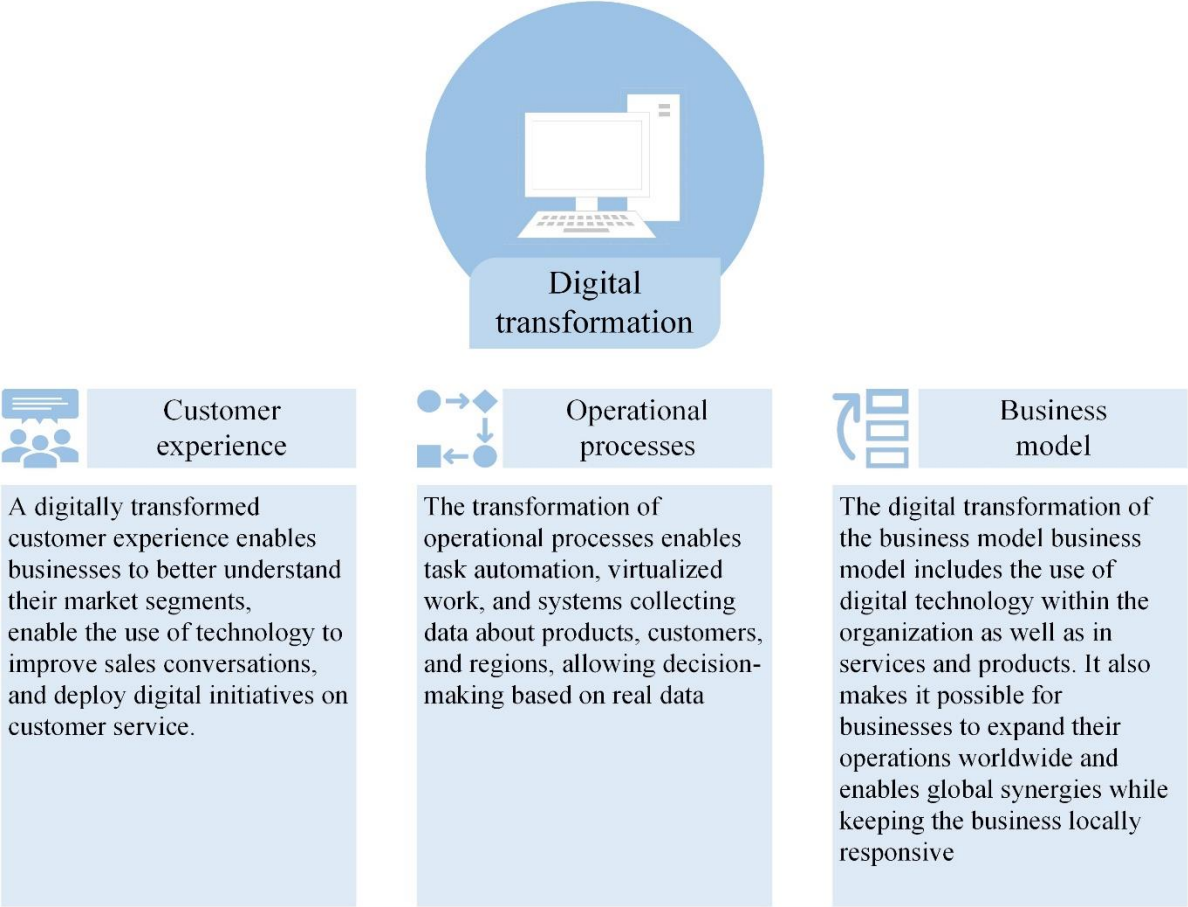 Digital
transformation
Customer
experience
A digitally transformed
customer experience enables
businesses to better understand
their market segments,
enable the use of technology to
improve sales conversations,
and deploy digital initiatives on
customer service.
Operational
processes
The transformation of
operational processes enables
task automation, virtualized
work, and systems collecting
data about products, customers,
and regions, allowing decision-
making based on real data
Business
model
The digital transformation of
the business model business
model includes the use of
digital technology within the
organization as well as in
services and products. It also
makes it possible for
businesses to expand their
operations worldwide and
enables global synergies while
keeping the business locally
responsive